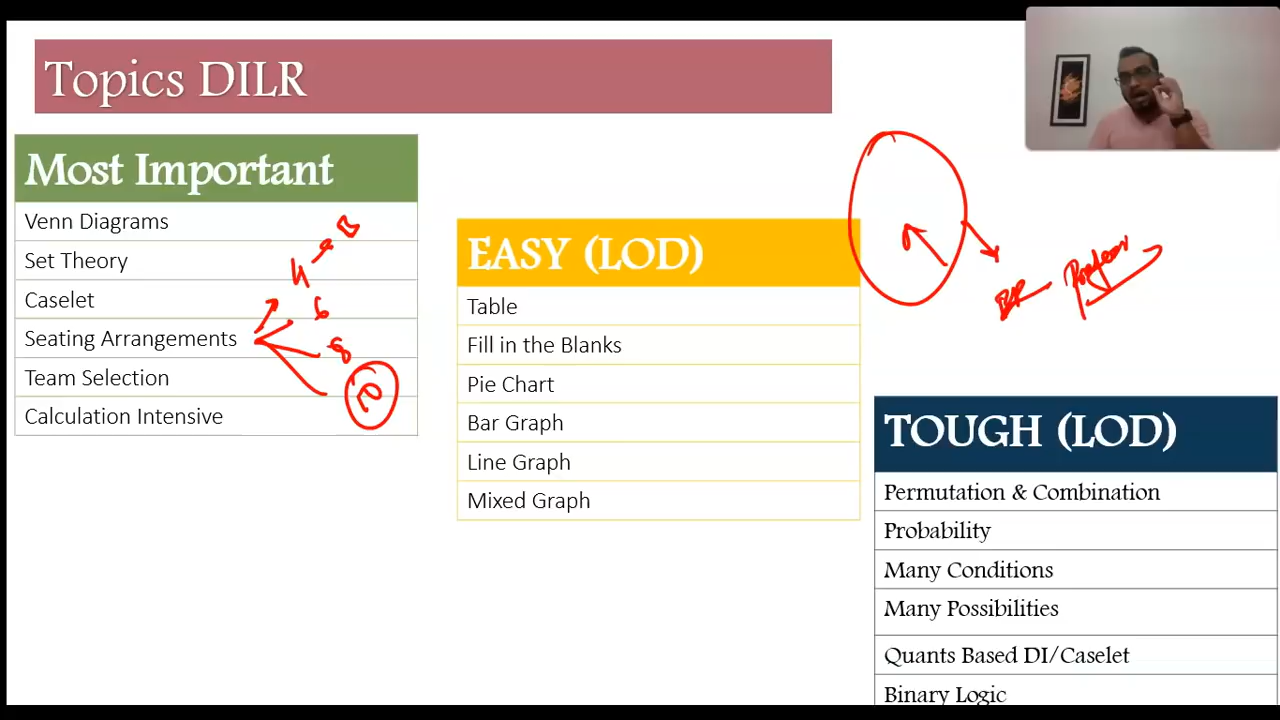 Topics DILR
Most Important
Venn Diagrams
Set Theory
Caselet
Seating Arrangements
Team Selection
Calculation Intensive
6
8
EASY (LOD)
Table
Fill in the Blanks
Pie Chart
Bar Graph
Line Graph
Mixed Graph
TOUGH (LOD)
Permutation & Combination
Probability
Many Conditions
Many Possibilities
Quants Based DI/Caselet
Binary Logic